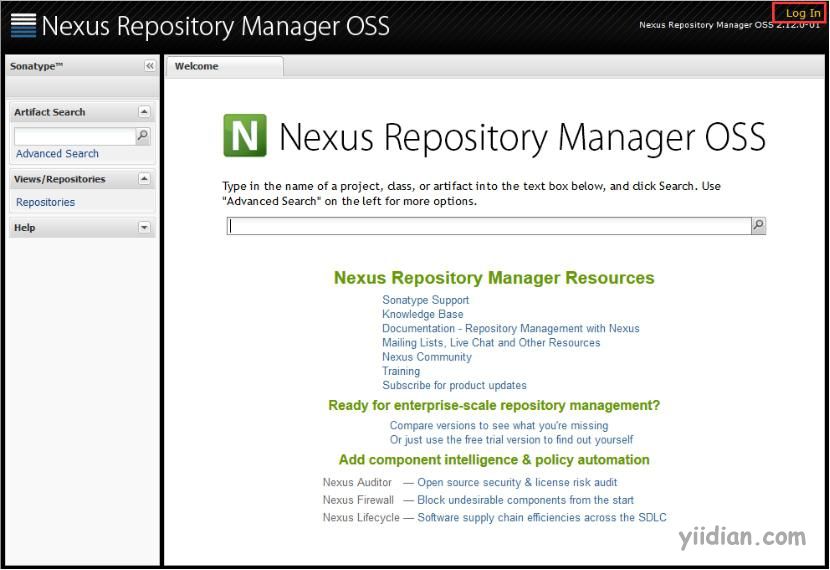 Nexus Repository Manager OSS
Log In
Nexus Repository Manager OSS 2.12.0-01
Sonatype™
Welcome
Artifact Search
Advanced Search
Views/Repositories
Repositories
Help
N Nexus Repository Manager OSS
Type in the name of a project, class, or artifact into the text box below, and click Search. Use
"Advanced Search" on the left for more options.
Nexus Repository Manager Resources
Sonatype Support
Knowledge Base
Documentation - Repository Management with Nexus
Mailing Lists, Live Chat and Other Resources
Nexus Community
Training
Subscribe for product updates
Ready for enterprise-scale repository management?
Compare versions to see what you're missing
Or just use the free trial version to find out yourself
Add component intelligence & policy automation
Nexus Auditor — Open source security & license risk audit
Nexus Firewall — Block undesirable components from the start
Nexus Lifecycle — Software supply chain efficiencies across the SDLC
yiidian.com